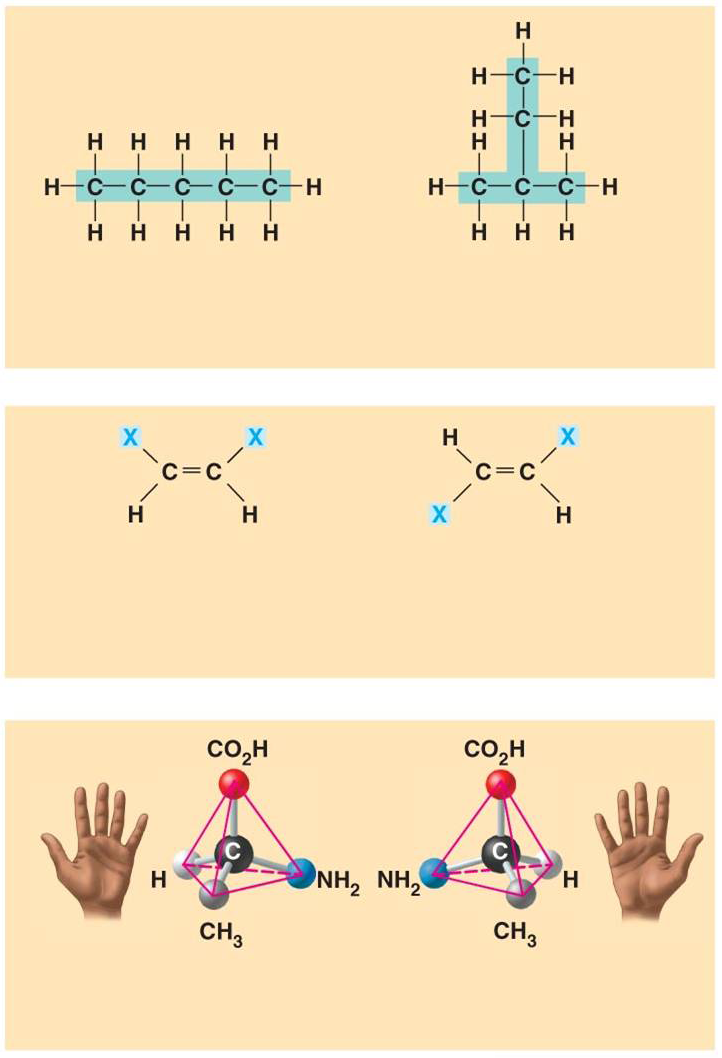 H
H C H
H C H
H H H H H H H
H C C C C C H H C C C H
H H H H H H H H
X X H X
C=C C=C
H H X H
CO2H CO2H
C C
H NH2 NH2 H
CH3 CH3